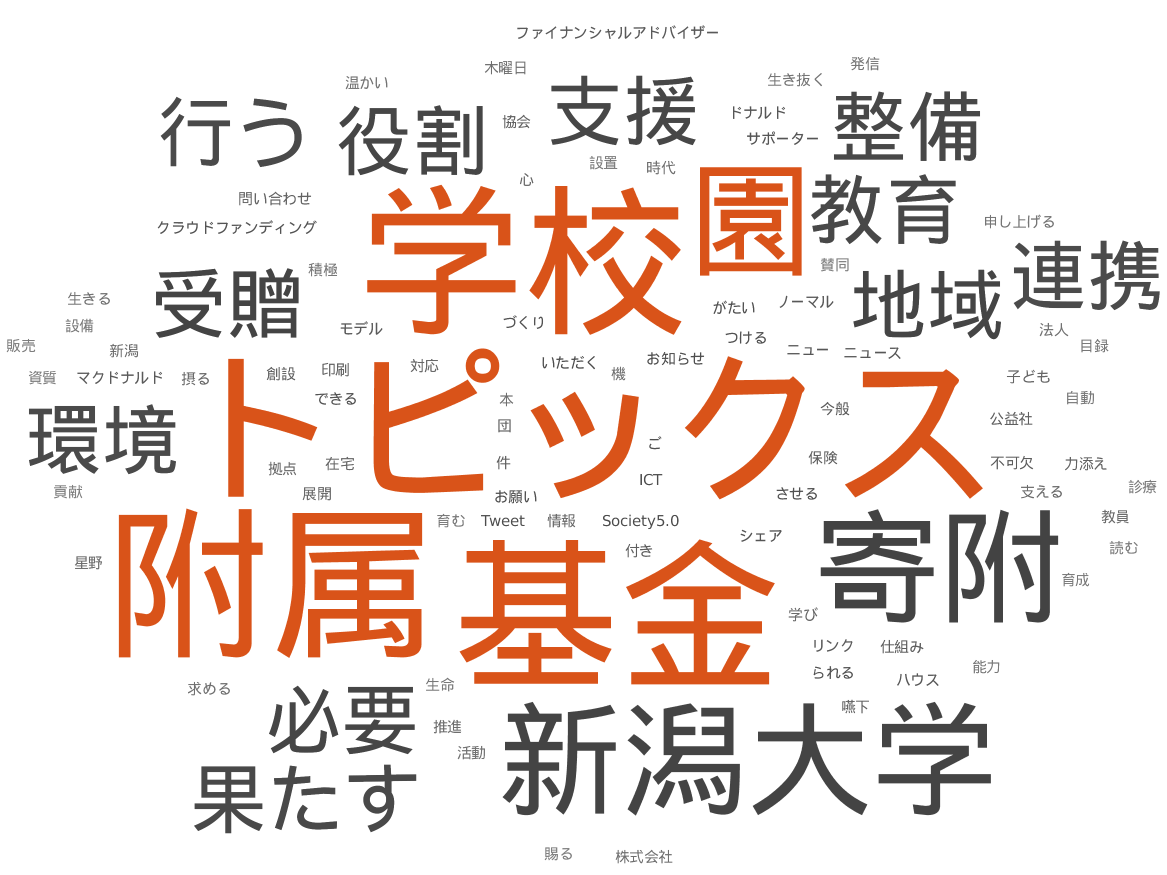 ファイナンシャルアドバイザー
木曜日
発信
温かい
生き抜く
支援
整備
行う
役割
協会
ドナルド
サポーター
設置
時代
心
園
教育
学校
問い合わせ
クラウドファンディング
申し上げる
積極
賛同
連携
受贈
地域
生きる
設備
づくり
がたい
ノーマル
モデル
つける
法人
販売
新潟
ニュー
ニュース
目録
いただく
お知らせ
資質
マクドナルド
摂る
創設
印刷
対応
機
子ども
トピックス
できる
本
今般
自動
団
公益社
環境
ご
拠点
在宅
件
保険
不可欠
力添え
ICT
展開
お願い
させる
支える
診療
貢献
育む
Tweet
情報
Society5.0
教員
シェア
付き
読む
星野
附属
寄附
育成
基金
学び
リンク
仕組み
られる
ハウス
能力
求める
生命
嚥下
必要
推進
活動
新潟大学
果たす
賜る
株式会社